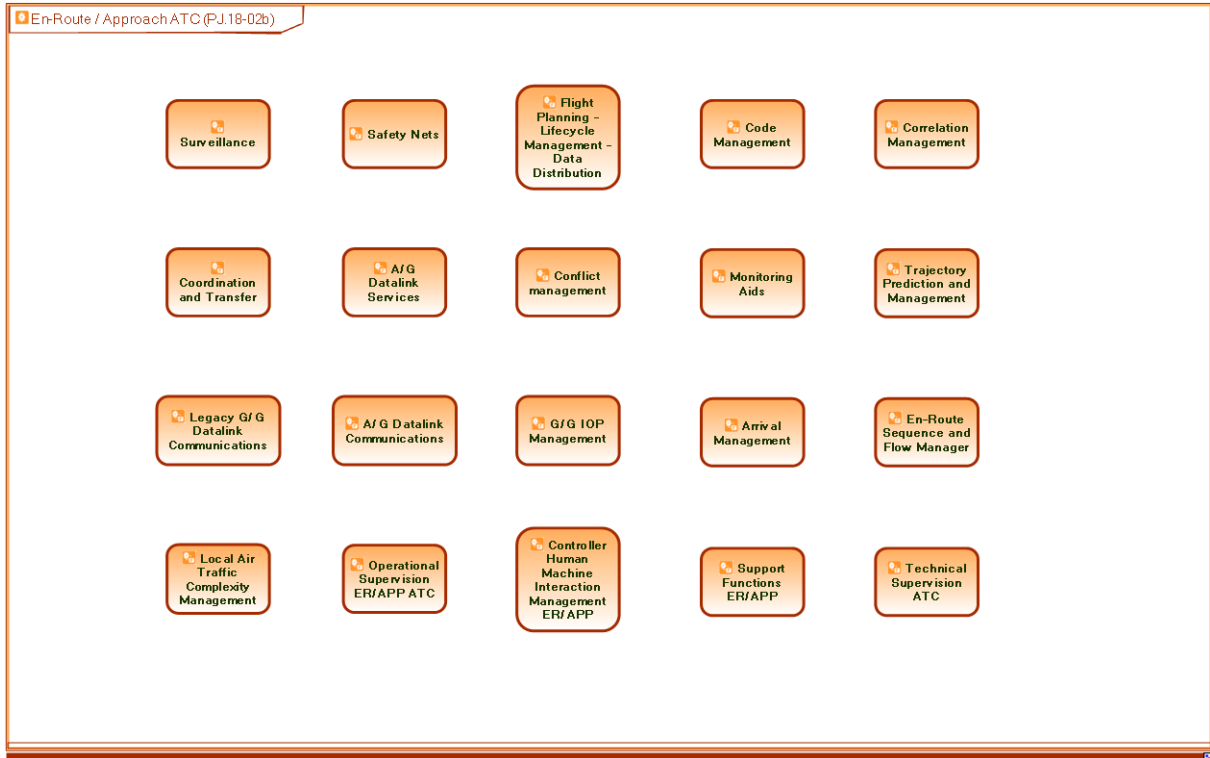 En-Route / Approach ATC (PJ.18-02b)
Surveillance
Safety Nets
Flight
Planning -
Lifecycle
Management -
Data
Distribution
Code
Management
Correlation
Management
Coordination
and Transfer
A/G
Datalink
Services
Conflict
management
Monitoring
Aids
Trajectory
Prediction and
Management
Legacy G/G
Datalink
Communications
A/G Datalink
Communications
G/G IOP
Management
Arrival
Management
En-Route
Sequence and
Flow Manager
Local Air
Traffic
Complexity
Management
Operational
Supervision
ER/APP ATC
Controller
Human
Machine
Interaction
Management
ER/APP
Support
Functions
ER/APP
Technical
Supervision
ATC